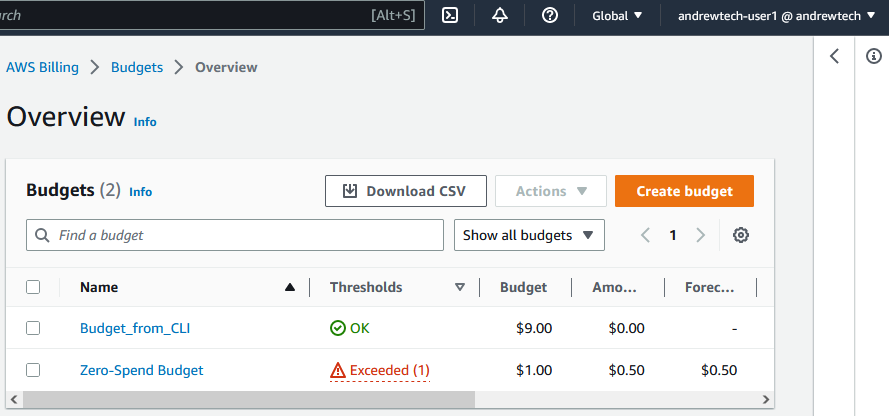 [Alt+S] Global andrewtech-user1 @ andrewtech
AWS Billing Budgets Overview
Overview Info
Budgets (2) Info Download CSV Actions Create budget
Find a budget Show all budgets 1
Name Thresholds Budget Amo... Forec...
Budget_from_CLI OK $9.00 $0.00 -
Zero-Spend Budget Exceeded (1) $1.00 $0.50 $0.50